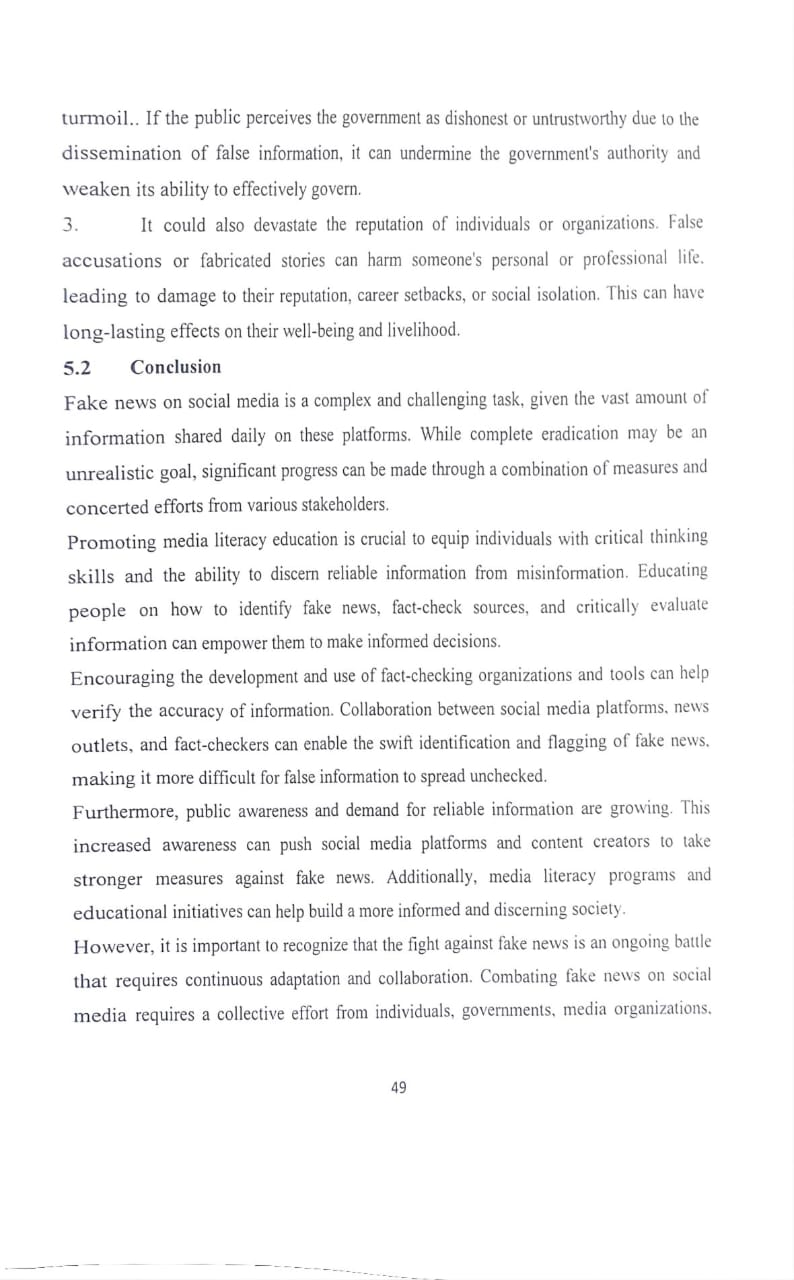 turmoil.. If the public perceives the government as dishonest or untrustworthy due to the
dissemination of false information, it can undermine the government's authority and
weaken its ability to effectively govern.
3. It could also devastate the reputation of individuals or organizations. False
accusations or fabricated stories can harm someone's personal or professional life.
leading to damage to their reputation, career setbacks, or social isolation. This can have
long-lasting effects on their well-being and livelihood.
5.2 Conclusion
Fake news on social media is a complex and challenging task, given the vast amount of
information shared daily on these platforms. While complete eradication may be an
unrealistic goal, significant progress can be made through a combination of measures and
concerted efforts from various stakeholders.
Promoting media literacy education is crucial to equip individuals with critical thinking
skills and the ability to discern reliable information from misinformation. Educating
people on how to identify fake news, fact-check sources, and critically evaluate
information can empower them to make informed decisions.
Encouraging the development and use of fact-checking organizations and tools can help
verify the accuracy of information. Collaboration between social media platforms, news
outlets, and fact-checkers can enable the swift identification and flagging of fake news,
making it more difficult for false information to spread unchecked.
Furthermore, public awareness and demand for reliable information are growing. This
increased awareness can push social media platforms and content creators to take
stronger measures against fake news. Additionally, media literacy programs and
educational initiatives can help build a more informed and discerning society.
However, it is important to recognize that the fight against fake news is an ongoing battle
that requires continuous adaptation and collaboration. Combating fake news on social
media requires a collective effort from individuals, governments, media organizations,
49